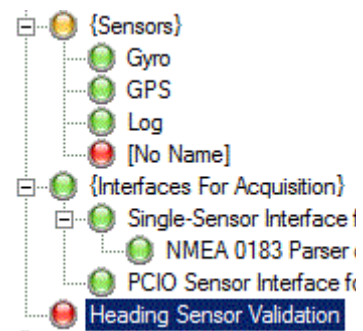 {Sensors}
Gyro
GPS
Log
[No Name]
{Interfaces For Acquisition}
Single-Sensor Interface
NMEA 0183 Parser
PCIO Sensor Interface
Heading Sensor Validation